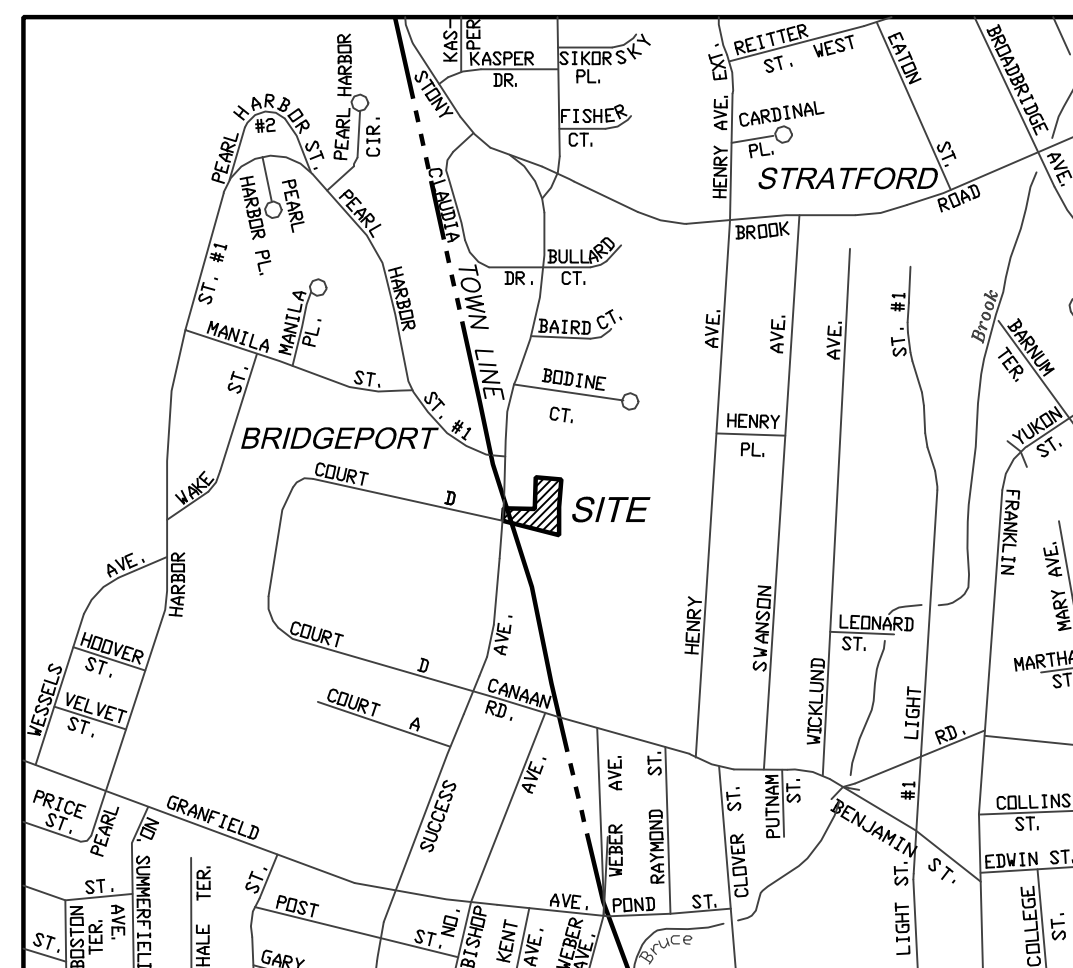 KAS-
PER
KASPER
DR.
SIKORSKY
PL.
REITTER
ST.
WEST
EATON
ST.
BROADBRIDGE
AVE.
STONY
HENRY AVE. EXT.
FISHER
CT.
CARDINAL
PL.
PEARL HARBOR
CIR.
PEARL HARBOR ST.
#2
STRATFORD
ROAD
BROOK
CLAUDIA
DR.
PEARL
HARBOR PL.
PEARL
HARBOR
ST. #1
ST. #1
BULLARD
CT.
TOWN LINE
MANILA
PL.
MANILA
ST.
ST.
WAKE
BAIRD CT.
BODINE
CT.
AVE.
AVE.
AVE.
ST. #1
Brook
BARNUM
TER.
YUKON
ST.
HENRY
PL.
BRIDGEPORT
SITE
COURT
D
FRANKLIN
AVE.
HARBOR
MARY AVE.
HOOVER
ST.
COURT
D
AVE.
HENRY
SWANSON
LEONARD
ST.
MARTHA
ST
WESSELS
VELVET
ST.
COURT
A
CANAAN
RD.
WICKLUND
LIGHT
#1
RD.
PRICE
ST.
PEARL
GRANFIELD
AVE.
SUCCESS
AVE.
WEBER AVE.
RAYMOND ST.
CLOVER ST.
PUTNAM
ST.
BENJAMIN
ST.
COLLINS
ST.
EDWIN ST.
NO. SUMMERFIEL
AVE.
ST.
BOSTON
TER.
ST.
HALE TER.
ST.
POST
ST.
GARY
NO.
BISHOP
KENT
AVE.
WEBER
AVE.
POND
ST.
Bruce
LIGHT ST.
COLLEGE
ST.